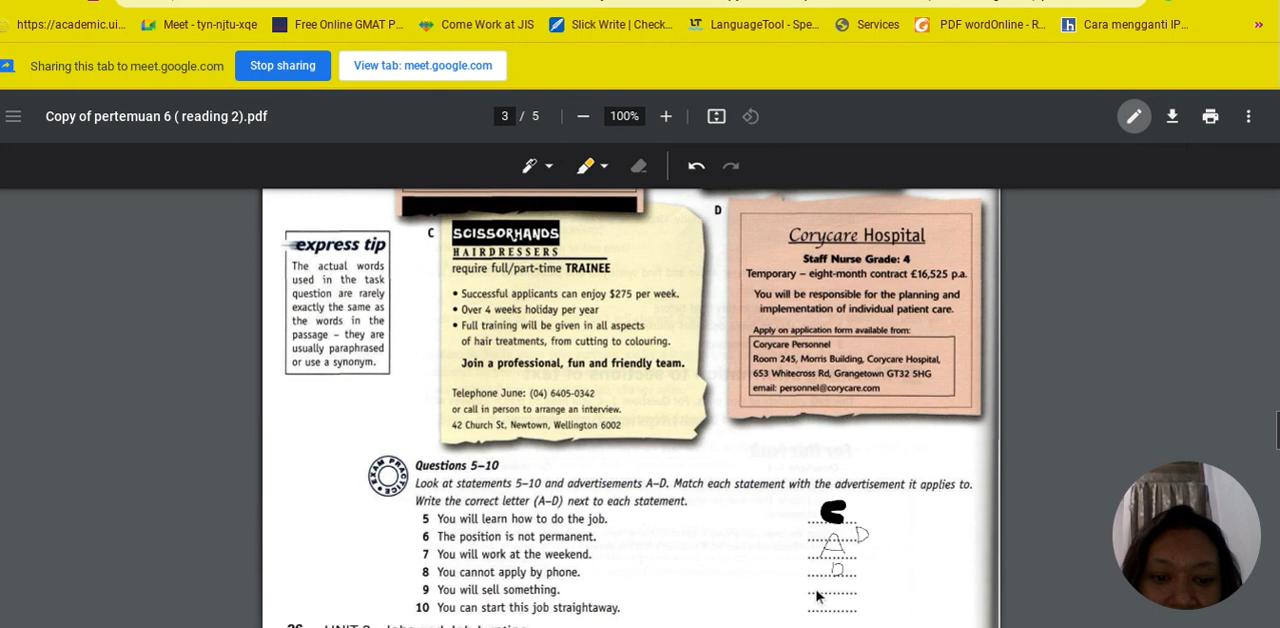 https://academic.ui...
Meet - tyn-njtu-xqe
Free Online GMAT P...
Come Work at JIS
Slick Write | Check...
LanguageTool - Spe...
Services
PDF wordOnline - R...
Cara mengganti IP...
»
Sharing this tab to meet.google.com
Stop sharing
View tab: meet.google.com
Copy of pertemuan 6 ( reading 2).pdf
3 / 5
100%
express tip
The actual words
used in the task
question are rarely
exactly the same as
the words in the
passage – they are
usually paraphrased
or use a synonym.
C
SCISSORHANDS
HAIRDRESSERS
require full/part-time TRAINEE
• Successful applicants can enjoy $275 per week.
• Over 4 weeks holiday per year
• Full training will be given in all aspects
of hair treatments, from cutting to colouring.
Join a professional, fun and friendly team.
Telephone June: (04) 6405-0342
or call in person to arrange an interview.
42 Church St, Newtown, Wellington 6002
D
Corycare Hospital
Staff Nurse Grade: 4
Temporary – eight-month contract £16,525 p.a.
You will be responsible for the planning and
implementation of individual patient care.
Apply on application form available from:
Corycare Personnel
Room 245, Morris Building, Corycare Hospital,
653 Whitecross Rd, Grangetown GT32 5HG
email: personnel@corycare.com
EXAM PRACTICE
Questions 5–10
Look at statements 5–10 and advertisements A–D. Match each statement with the advertisement it applies to.
Write the correct letter (A–D) next to each statement.
5 You will learn how to do the job. C
6 The position is not permanent. D
7 You will work at the weekend. A
8 You cannot apply by phone. D
9 You will sell something. ..........
10 You can start this job straightaway. ..........